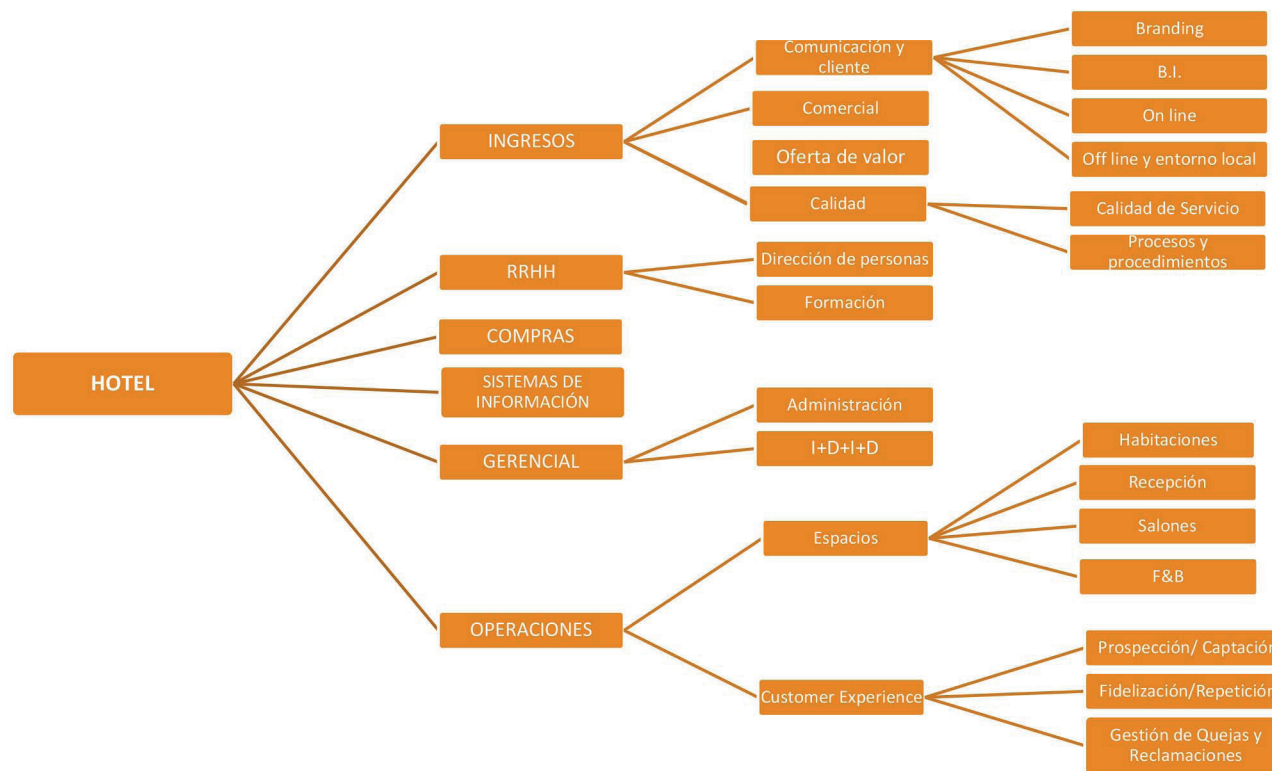 HOTEL
INGRESOS
Comunicación y
cliente
Branding
B.I.
On line
Off line y entorno local
Comercial
Oferta de valor
Calidad
Calidad de Servicio
Procesos y
procedimientos
RRHH
Dirección de personas
Formación
COMPRAS
SISTEMAS DE
INFORMACIÓN
GERENCIAL
Administración
I+D+I+D
OPERACIONES
Espacios
Habitaciones
Recepción
Salones
F&B
Customer Experience
Prospección/ Captación
Fidelización/Repetición
Gestión de Quejas y
Reclamaciones